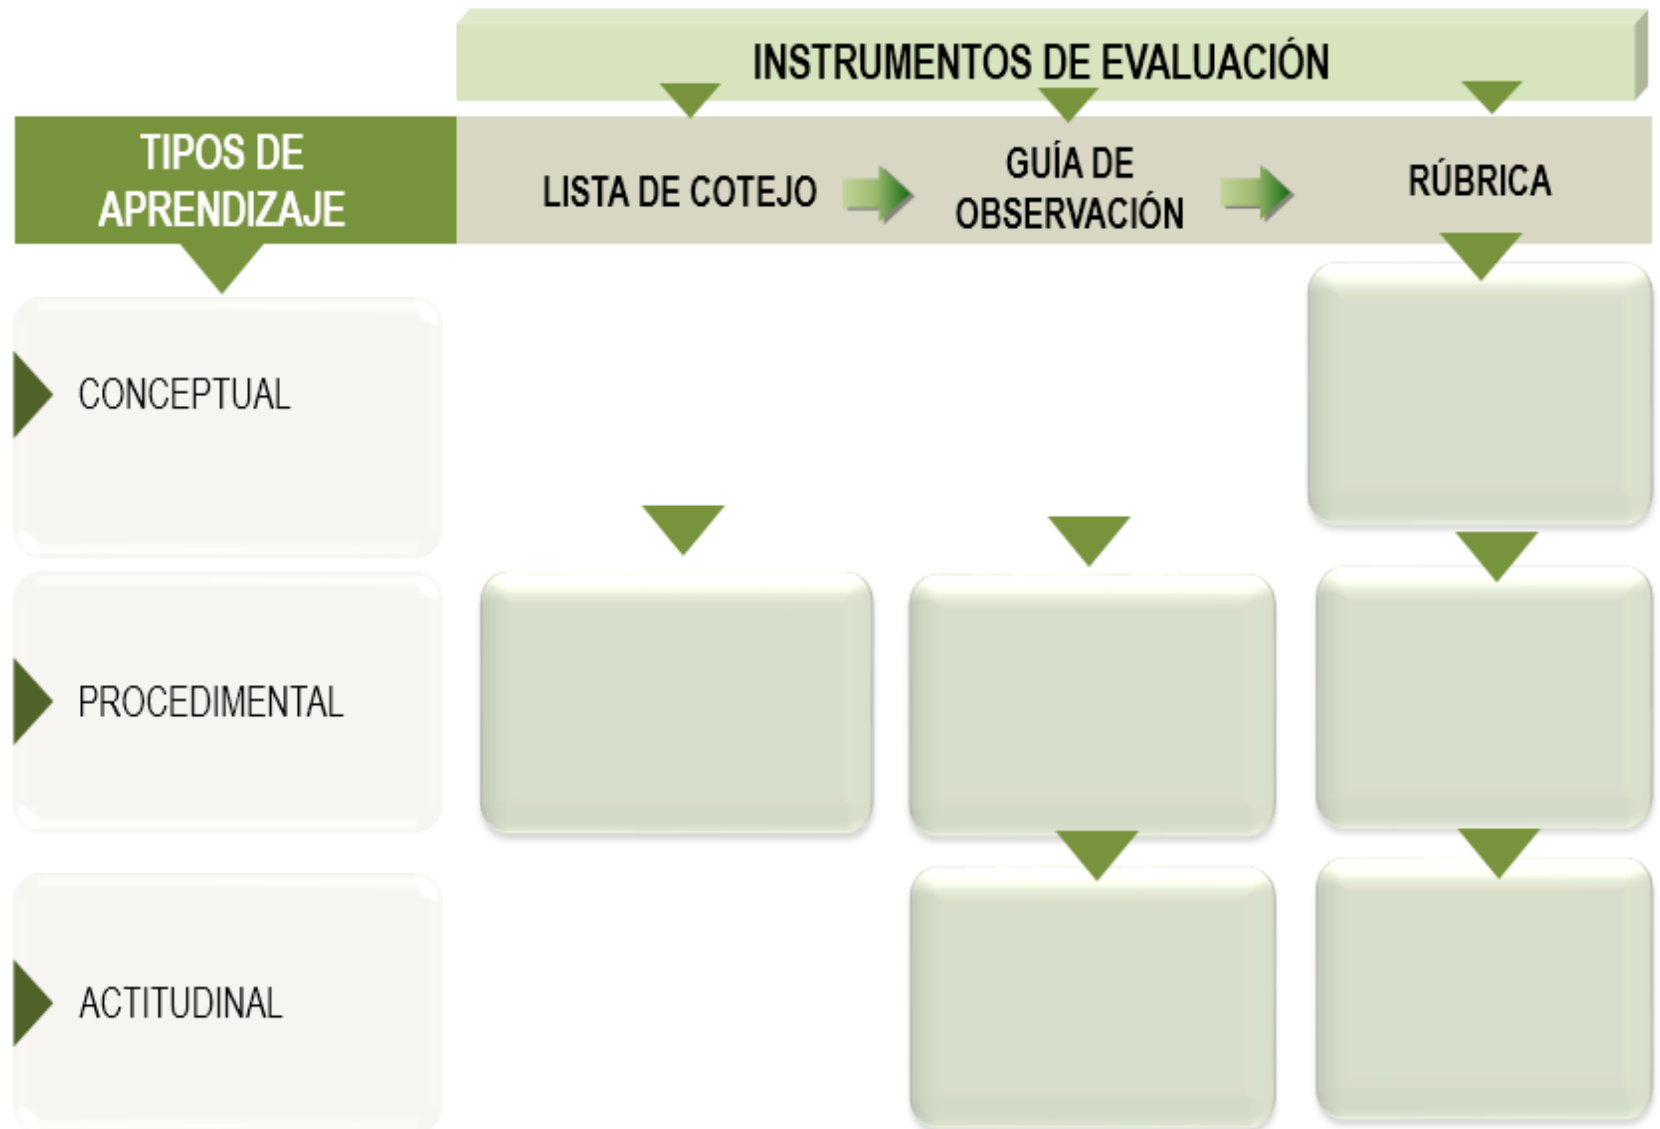 INSTRUMENTOS DE EVALUACIÓN
TIPOS DE
APRENDIZAJE
LISTA DE COTEJO
GUÍA DE
OBSERVACIÓN
RÚBRICA
CONCEPTUAL
PROCEDIMENTAL
ACTITUDINAL